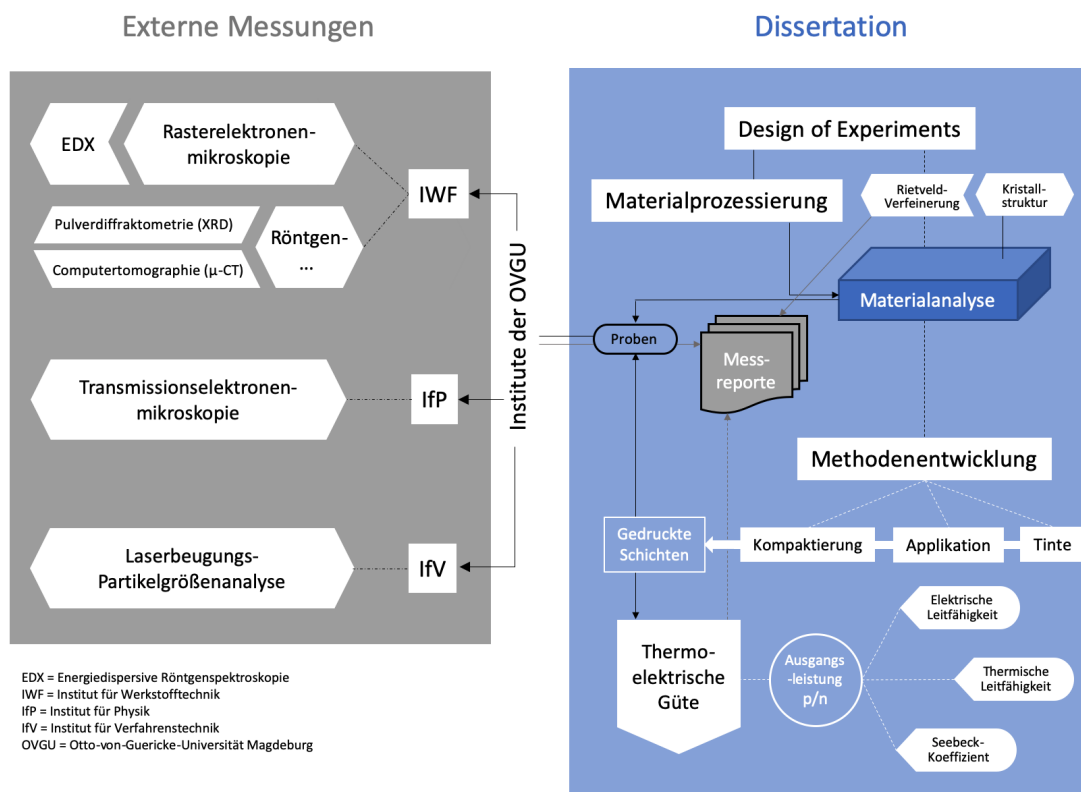 Externe Messungen
EDX
Rasterelektronen-
mikroskopie
Pulverdiffraktometrie (XRD)
Computertomographie (µ-CT)
Röntgen-
...
IWF
Transmissionselektronen-
mikroskopie
IfP
Laserbeugungs-
Partikelgrößenanalyse
IfV
Institute der OVGU
EDX = Energiedispersive Röntgenspektroskopie
IWF = Institut für Werkstofftechnik
IfP = Institut für Physik
IfV = Institut für Verfahrenstechnik
OVGU = Otto-von-Guericke-Universität Magdeburg
Dissertation
Design of Experiments
Materialprozessierung
Rietveld-
Verfeinerung
Kristall-
struktur
Materialanalyse
Proben
Mess-
reporte
Methodenentwicklung
Gedruckte
Schichten
Kompaktierung
Applikation
Tinte
Thermo-
elektrische
Güte
Ausgangs
-leistung
p/n
Elektrische
Leitfähigkeit
Thermische
Leitfähigkeit
Seebeck-
Koeffizient